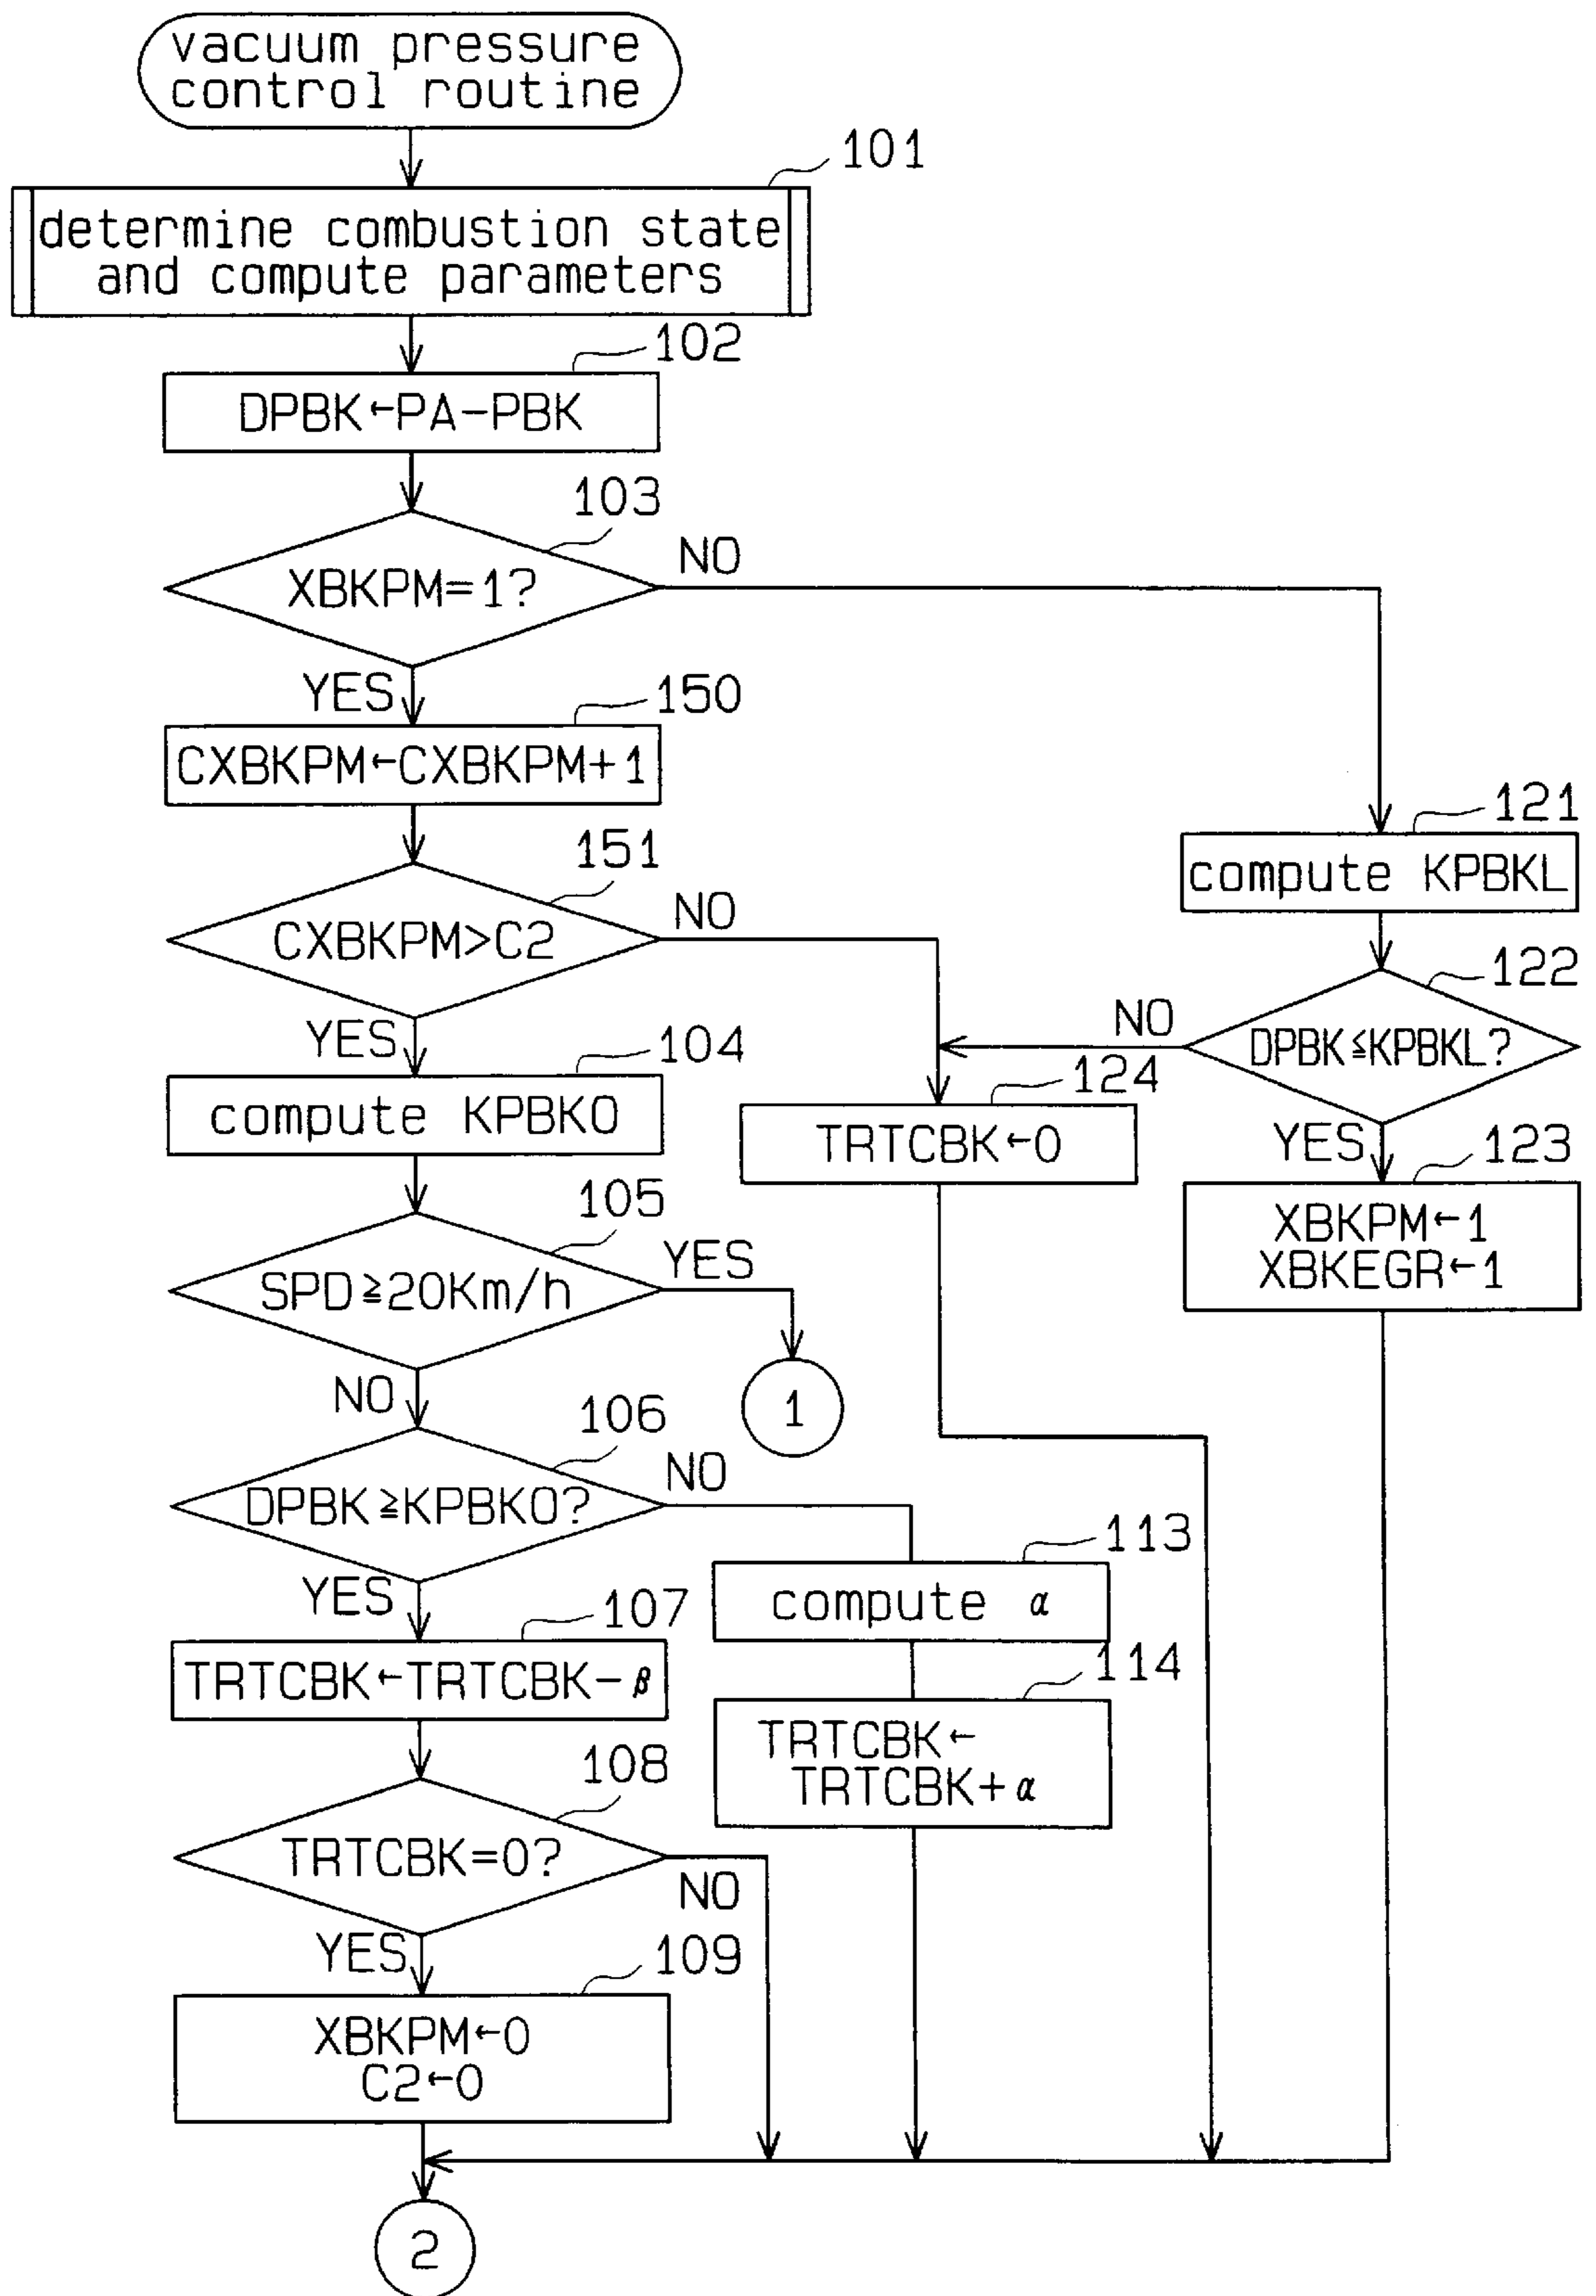 vacuum pressure
control routine
101
determine combustion state
and compute parameters
102
DPBK←PA-PBK
103
XBKPM=1?
NO
YES
150
CXBKPM←CXBKPM+1
151
CXBKPM>C2
NO
YES
121
compute KPBKL
122
DPBK≦KPBKL?
NO
YES
123
XBKPM←1
XBKEGR←1
124
TRTCBK←0
104
compute KPBKO
105
SPD≧20Km/h
YES
1
NO
106
DPBK≧KPBKO?
NO
YES
113
compute α
114
TRTCBK←
TRTCBK+α
107
TRTCBK←TRTCBK-β
108
TRTCBK=0?
NO
YES
109
XBKPM←0
C2←0
2